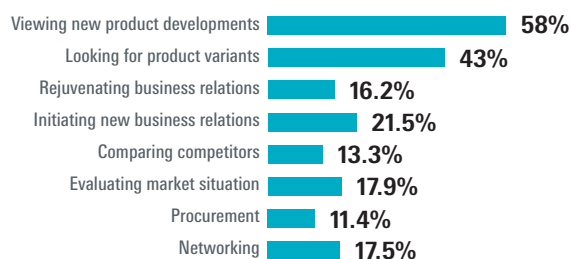 Viewing new product developments 58%
Looking for product variants 43%
Rejuvenating business relations 16.2%
Initiating new business relations 21.5%
Comparing competitors 13.3%
Evaluating market situation 17.9%
Procurement 11.4%
Networking 17.5%